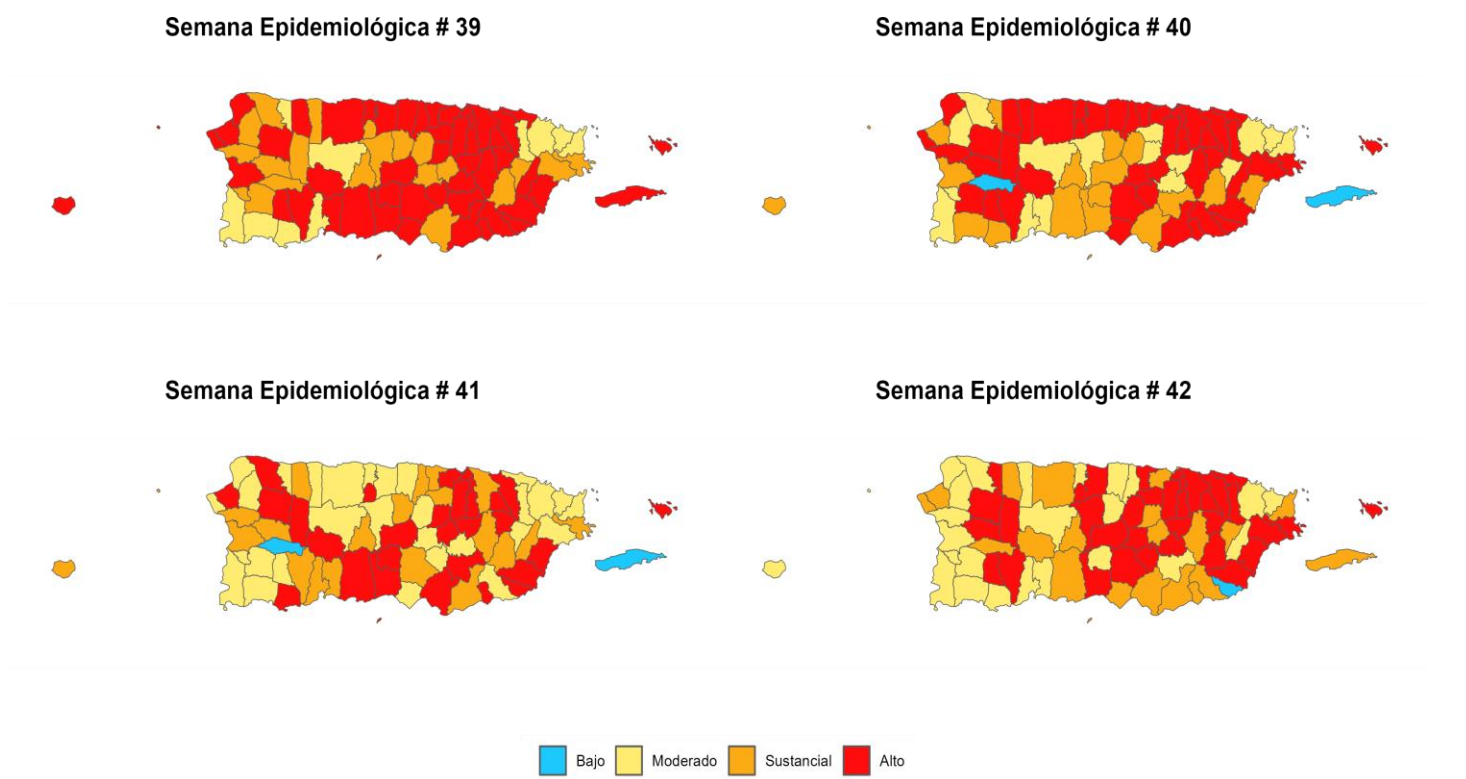 Semana Epidemiológica # 39
Semana Epidemiológica # 40
Semana Epidemiológica # 41
Semana Epidemiológica # 42
Bajo
Moderado
Sustancial
Alto